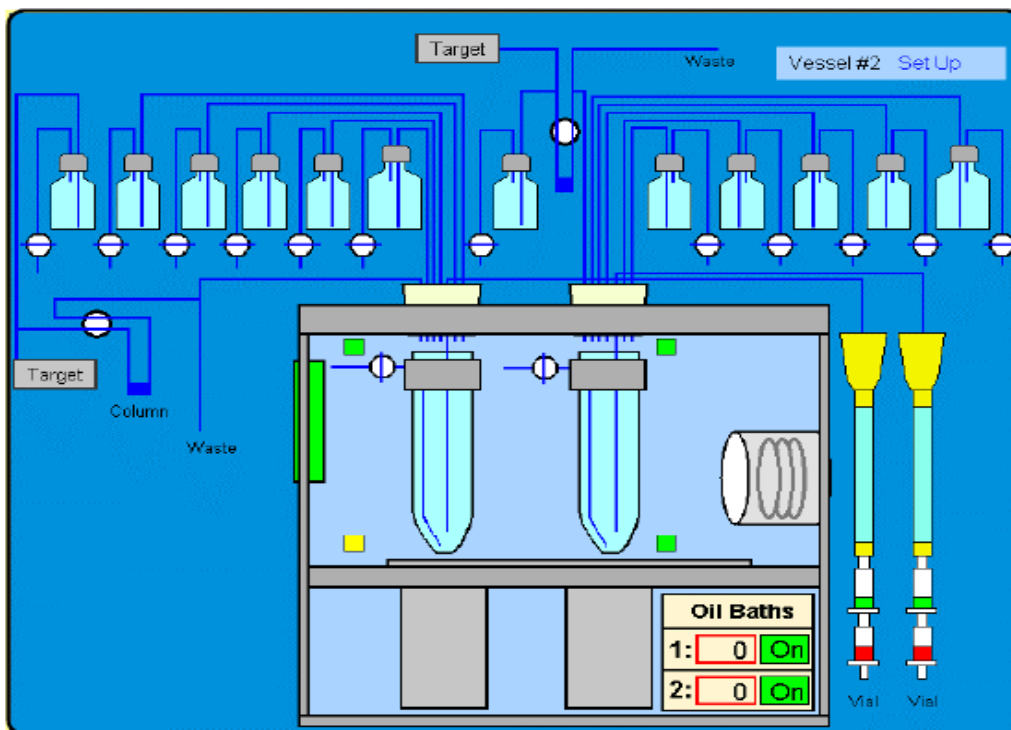 Target
Waste
Vessel #2 Set Up
Target
Column
Waste
Oil Baths
1: 0 On
2: 0 On
Vial Vial